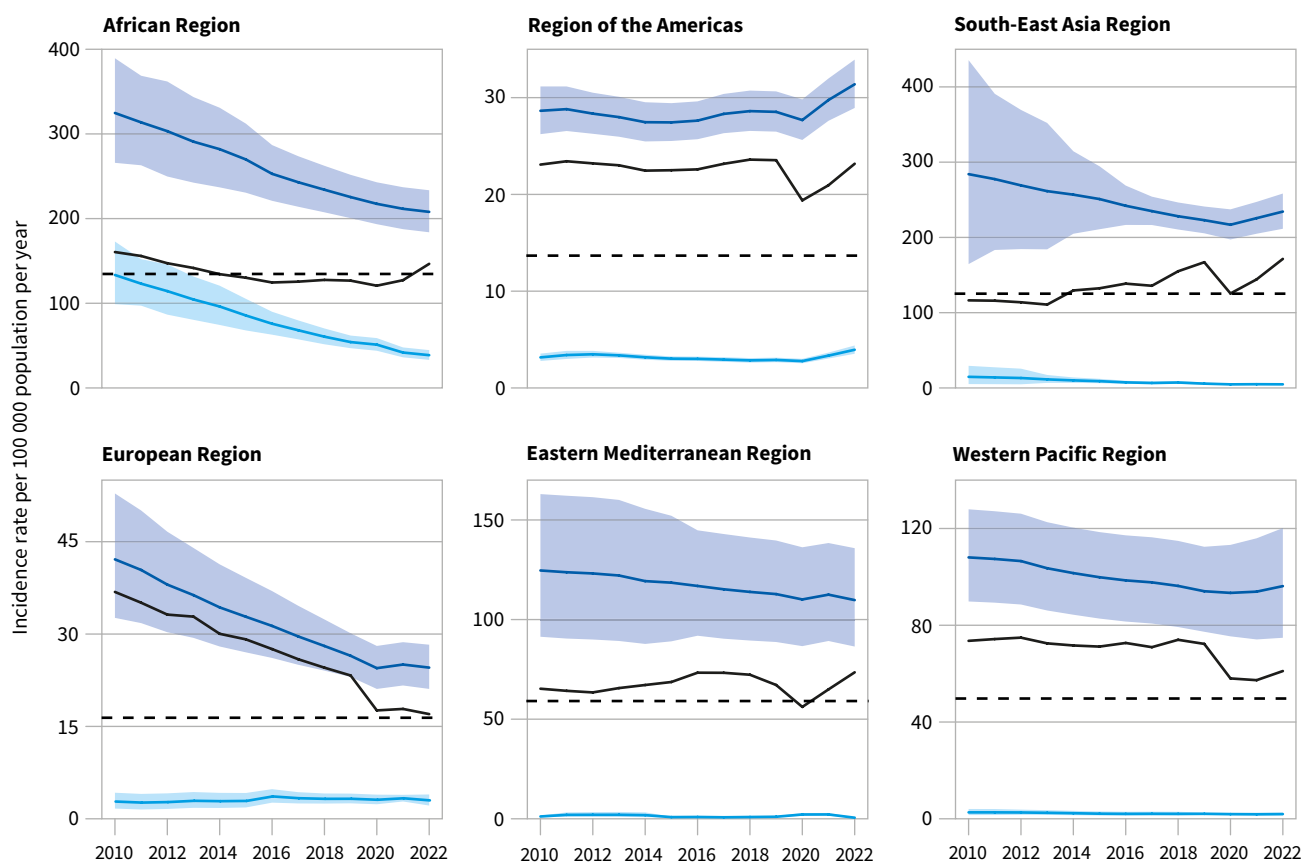 Incidence rate per 100 000 population per year
African Region
400
300
200
100
0
Region of the Americas
30
20
10
0
South-East Asia Region
400
300
200
100
0
European Region
45
30
15
0
2010 2012 2014 2016 2018 2020 2022
Eastern Mediterranean Region
150
100
50
0
2010 2012 2014 2016 2018 2020 2022
Western Pacific Region
120
80
40
0
2010 2012 2014 2016 2018 2020 2022